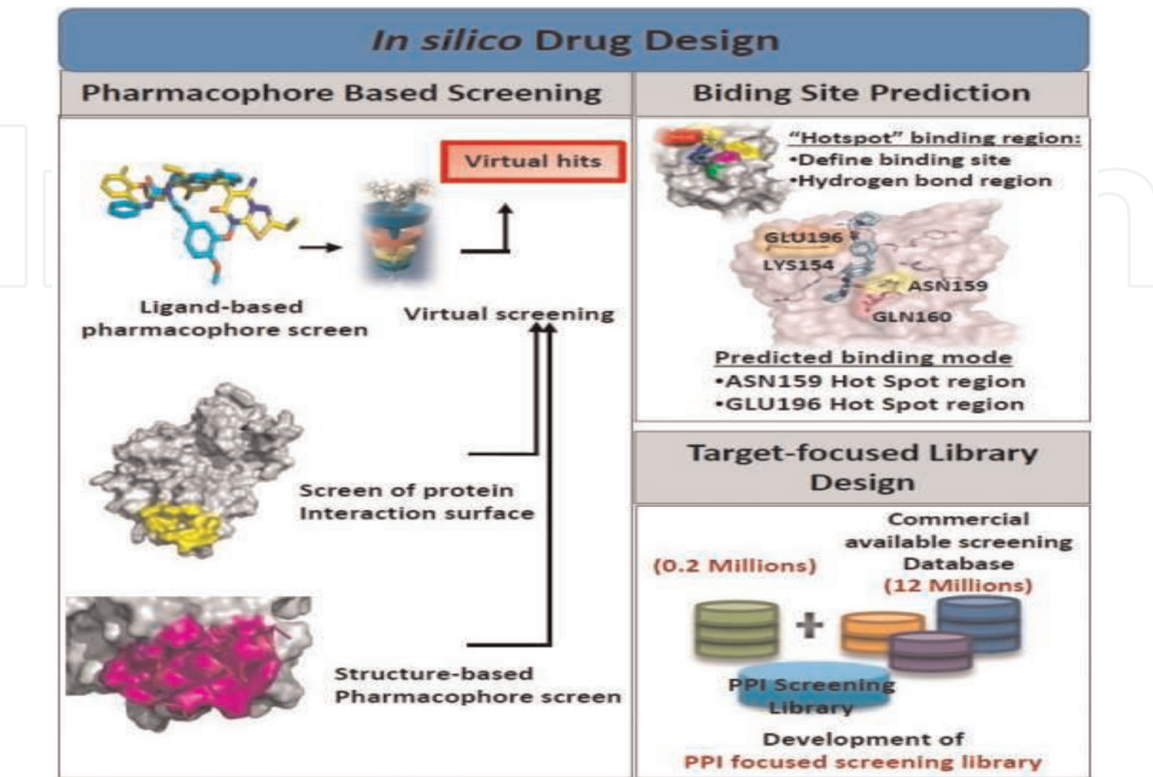 In silico Drug Design
Pharmacophore Based Screening
Virtual hits
Ligand-based
pharmacophore screen
Virtual screening
Screen of protein
Interaction surface
Structure-based
Pharmacophore screen
Biding Site Prediction
“Hotspot” binding region:
•Define binding site
•Hydrogen bond region
GLU196
LYS154
ASN159
GLN160
Predicted binding mode
•ASN159 Hot Spot region
•GLU196 Hot Spot region
Target-focused Library
Design
Commercial
available screening
Database
(0.2 Millions)
(12 Millions)
+
PPI Screening
Library
Development of
PPI focused screening library